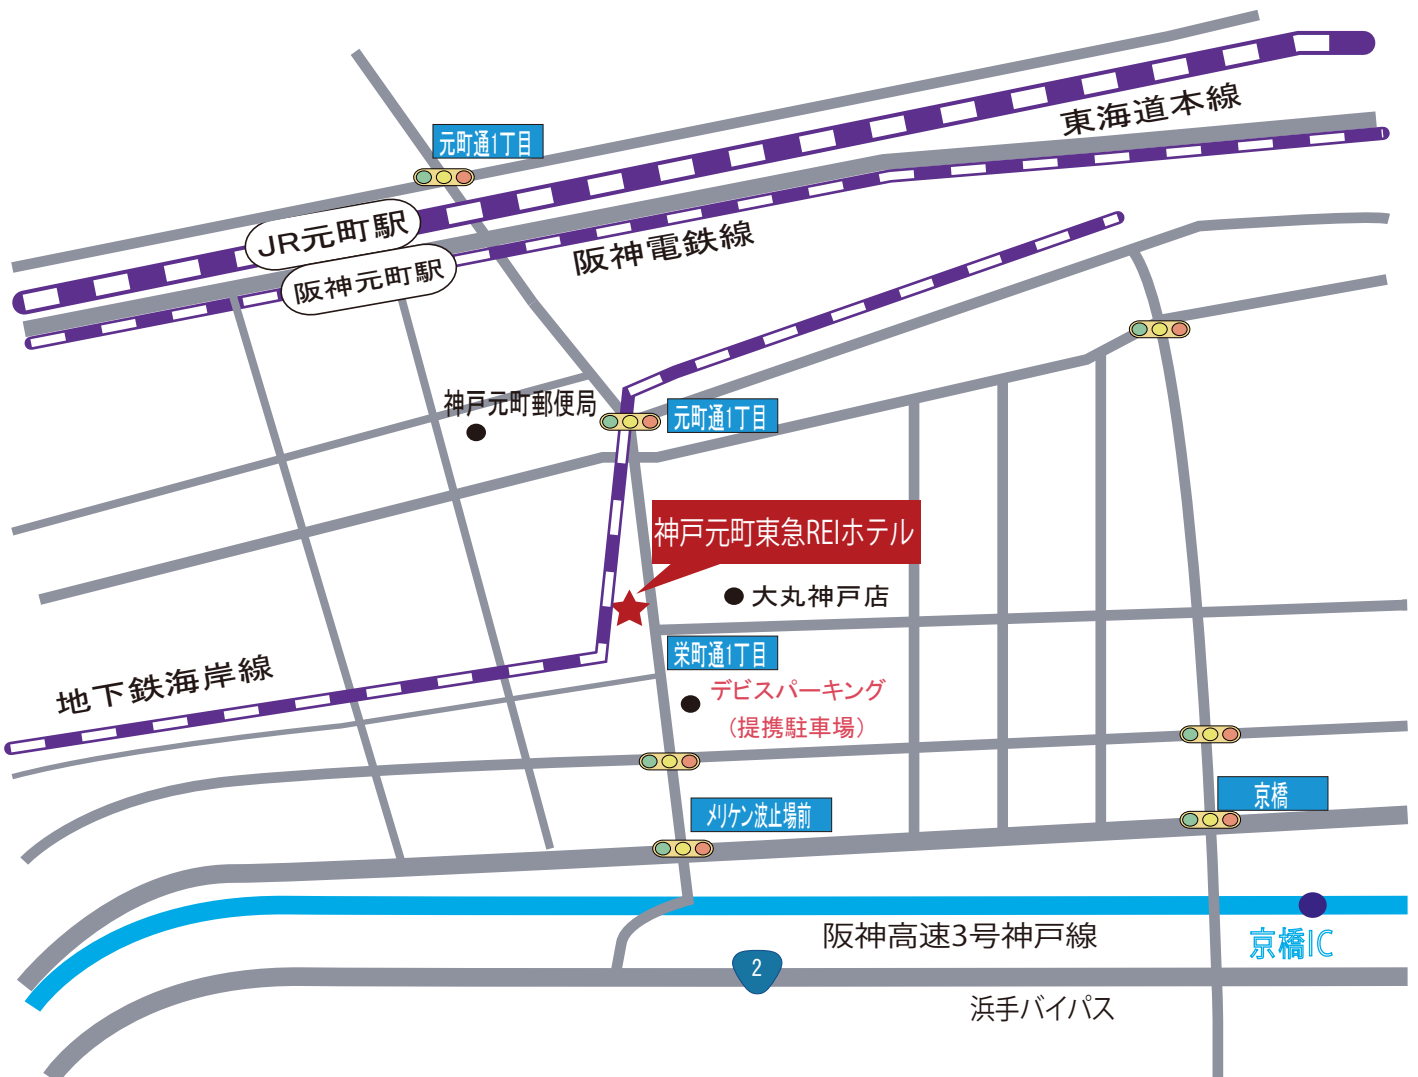 元町通1丁目
東海道本線
JR元町駅
阪神電鉄線
阪神元町駅
神戸元町郵便局
元町通1丁目
神戸元町東急REIホテル
大丸神戸店
栄町通1丁目
地下鉄海岸線
デビスパーキング
(提携駐車場)
京橋
メリケン波止場前
阪神高速3号神戸線
京橋IC
2
浜手バイパス